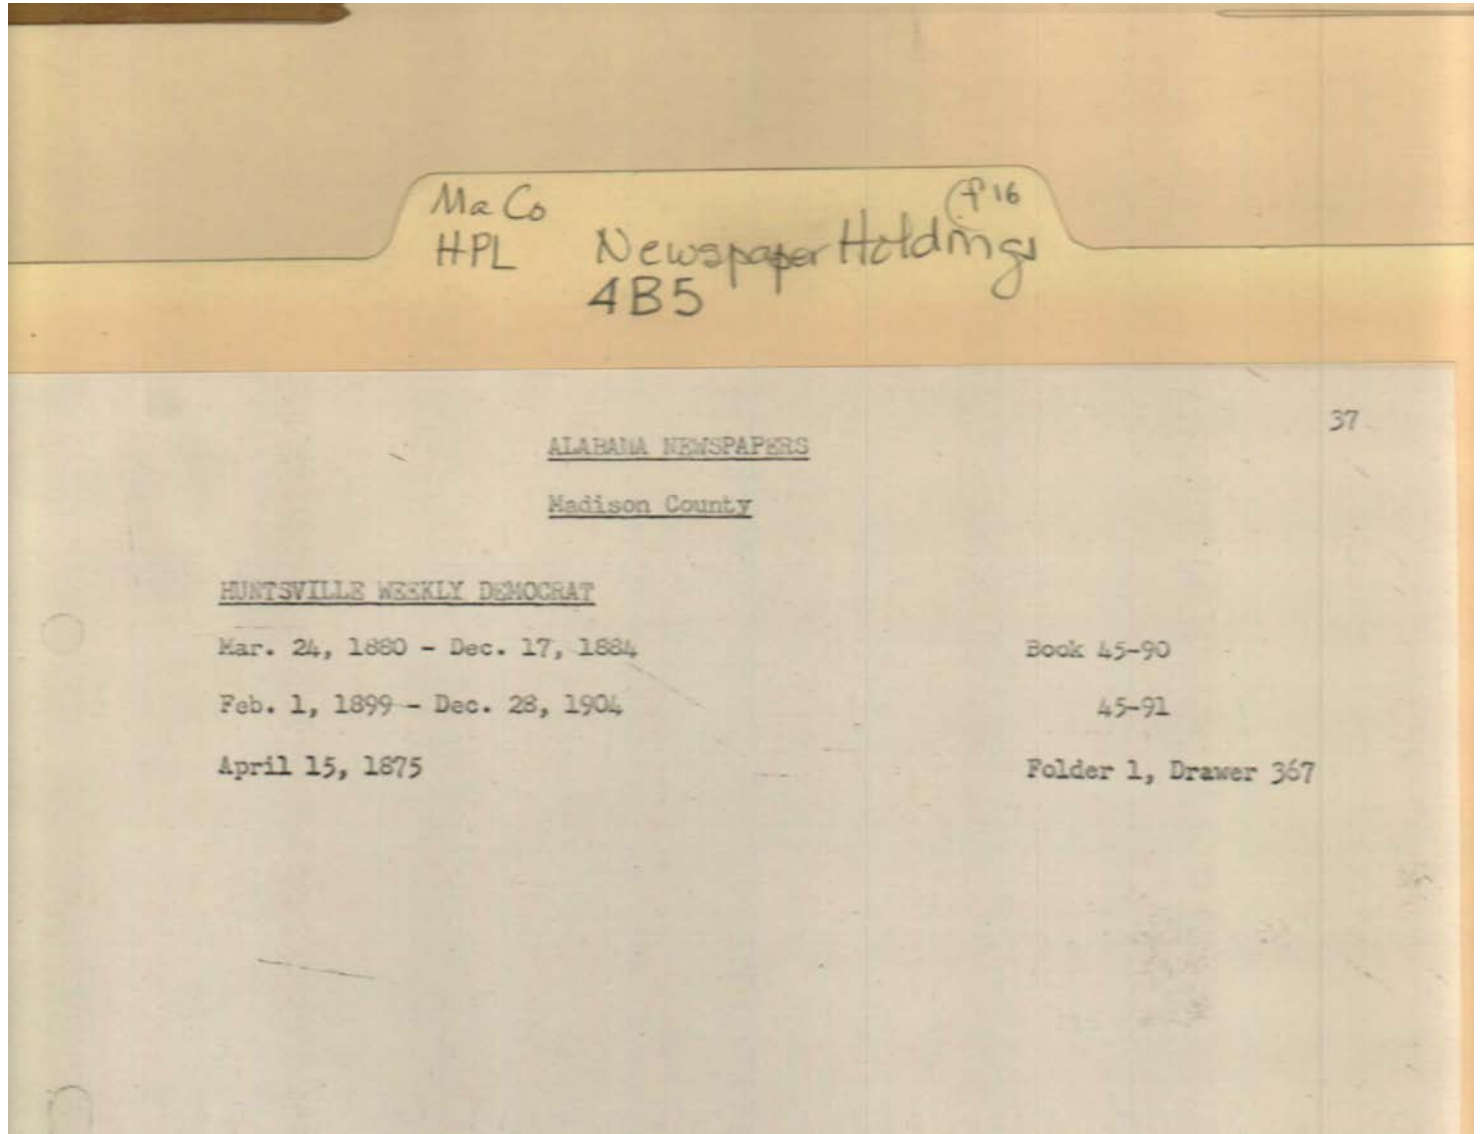 Ma Co
f 16
HPL Newspaper Holdings
4B5
37
ALABAMA NEWSPAPERS
Madison County
HUNTSVILLE WEEKLY DEMOCRAT
Mar. 24, 1880 - Dec. 17, 1884 Book 45-90
Feb. 1, 1899 - Dec. 28, 1904 45-91
April 15, 1875 Folder 1, Drawer 367